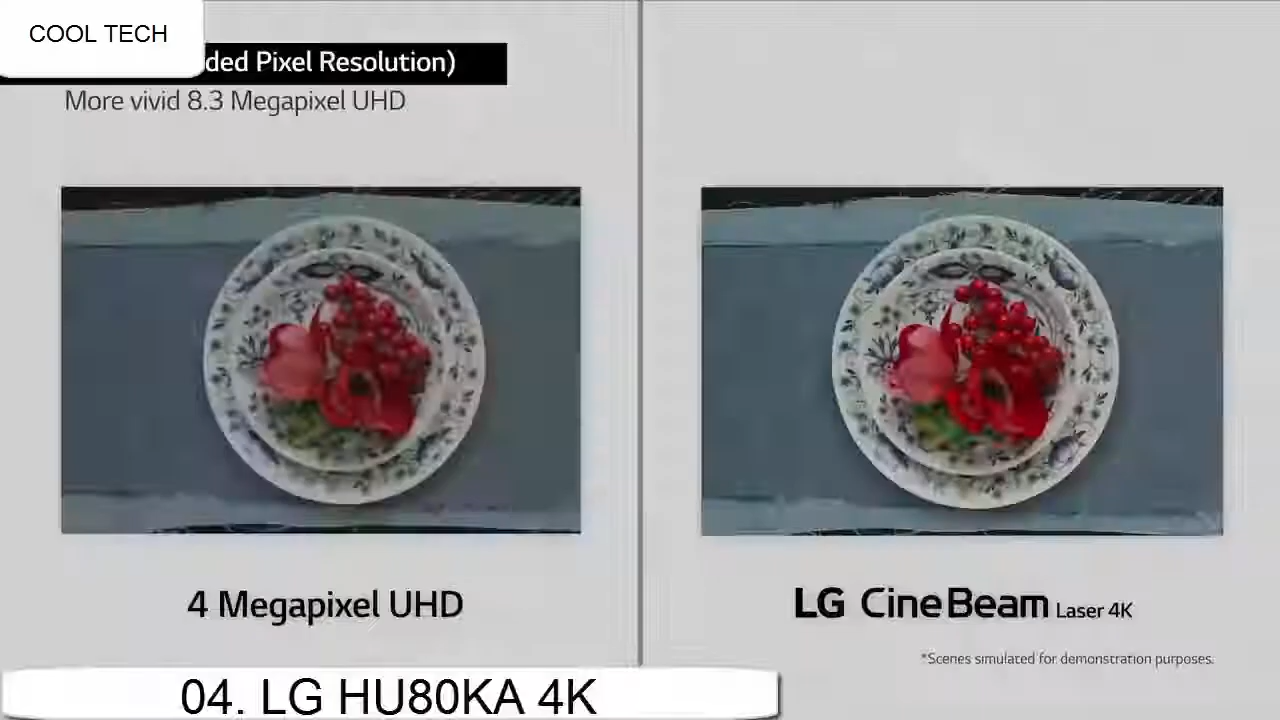 COOL TECH
ded Pixel Resolution)
More vivid 8.3 Megapixel UHD
4 Megapixel UHD
LG CineBeam Laser 4K
*Scenes simulated for demonstration purposes.
04. LG HU80KA 4K